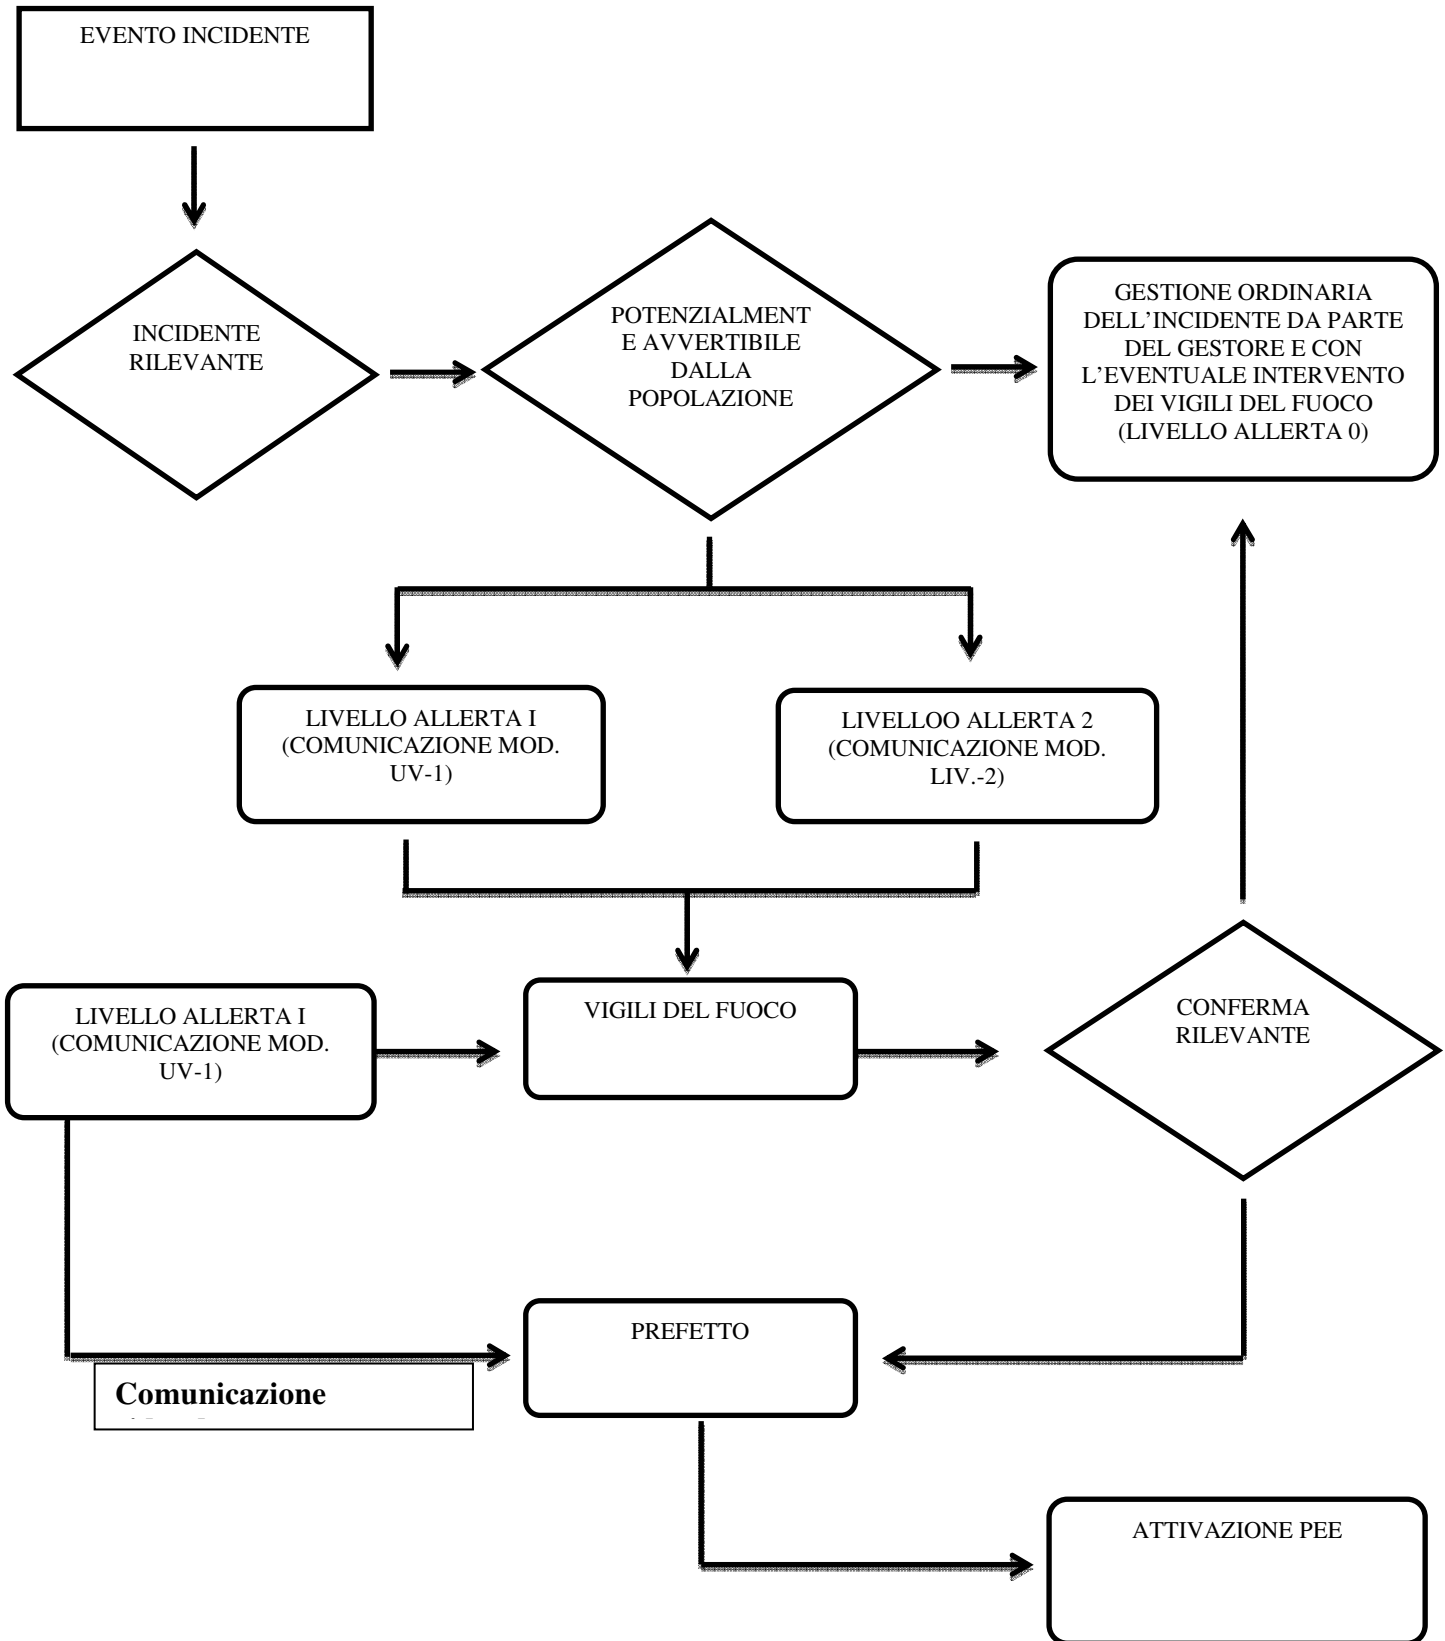 EVENTO INCIDENTE
INCIDENTE
RILEVANTE
POTENZIALMENT
E AVVERTIBILE
DALLA
POPOLAZIONE
GESTIONE ORDINARIA
DELL'INCIDENTE DA PARTE
DEL GESTORE E CON
L'EVENTUALE INTERVENTO
DEI VIGILI DEL FUOCO
(LIVELLO ALLERTA 0)
LIVELLO ALLERTA I
(COMUNICAZIONE MOD.
UV-1)
LIVELLOO ALLERTA 2
(COMUNICAZIONE MOD.
LIV.-2)
LIVELLO ALLERTA I
(COMUNICAZIONE MOD.
UV-1)
VIGILI DEL FUOCO
CONFERMA
RILEVANTE
PREFETTO
Comunicazione
ATTIVAZIONE PEE